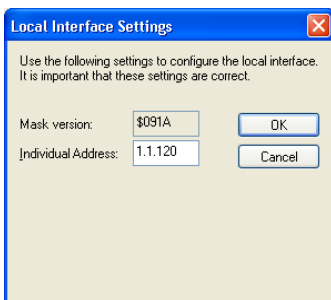 Local Interface Settings
Use the following settings to configure the local interface.
It is important that these settings are correct.
Mask version: $091A OK
Individual Address: 1.1.120 Cancel